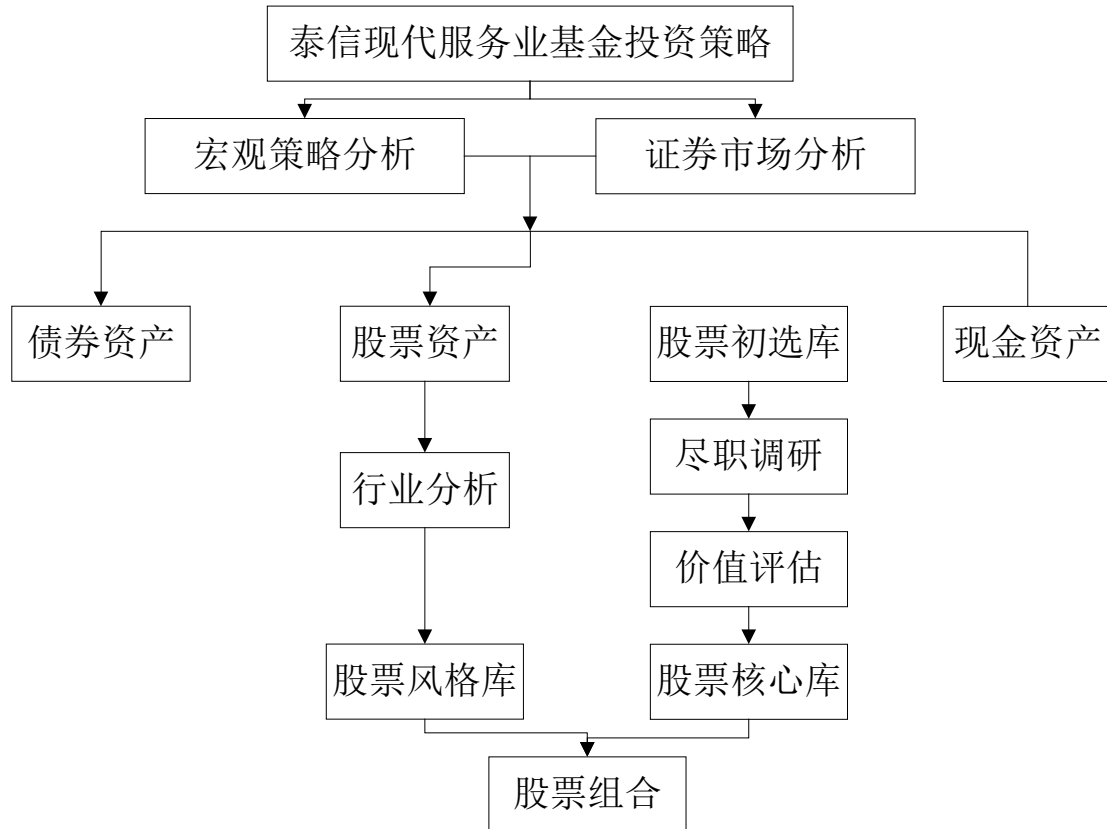 泰信现代服务业基金投资策略
宏观策略分析
证券市场分析
债券资产
股票资产
股票初选库
现金资产
尽职调研
行业分析
价值评估
股票风格库
股票核心库
股票组合